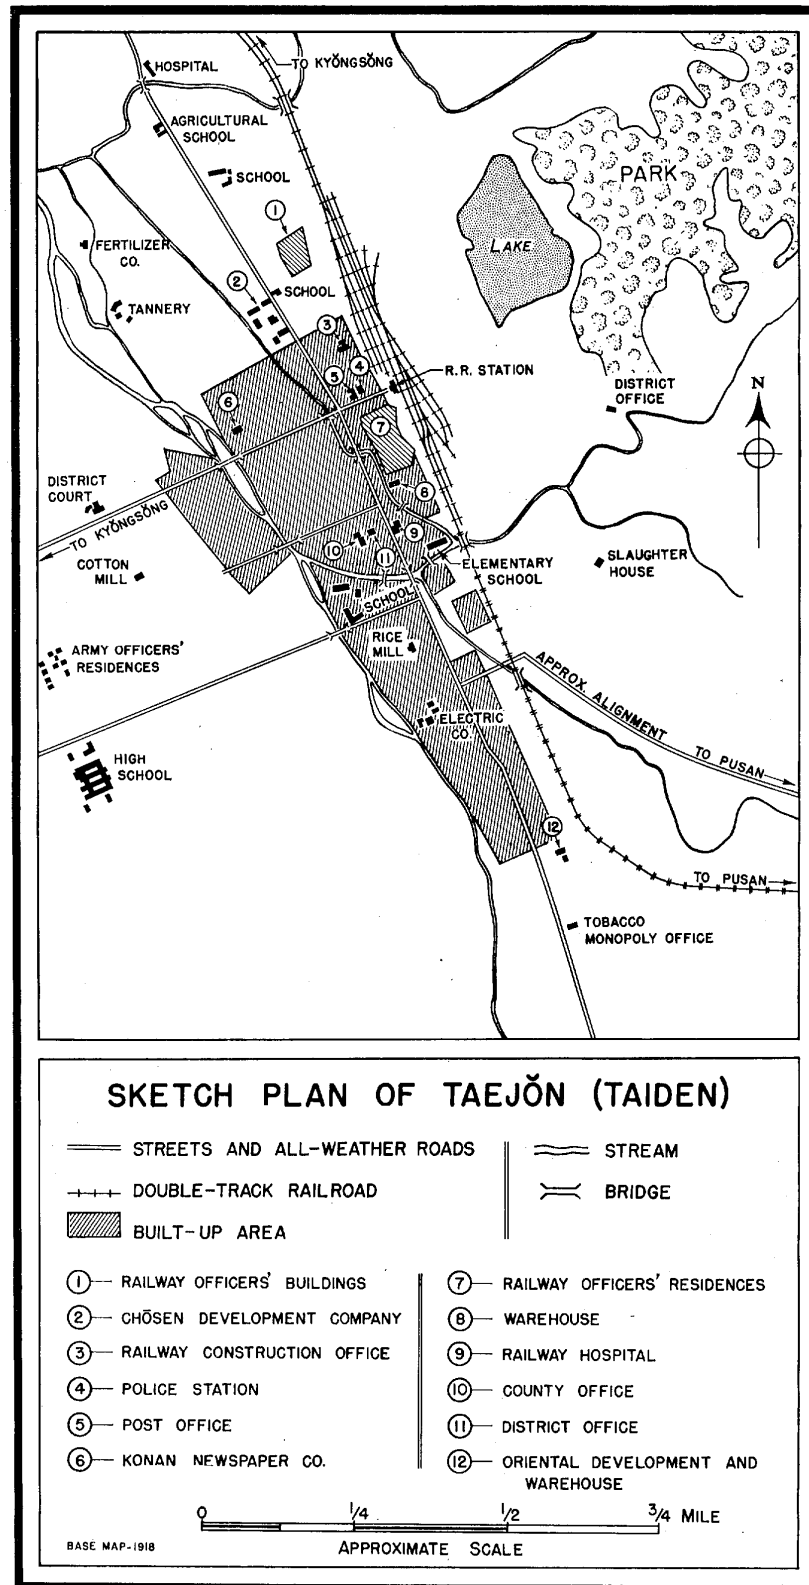 TO KYŎNGSŎNG
HOSPITAL
AGRICULTURAL
SCHOOL
SCHOOL
PARK
1
LAKE
FERTILIZER
CO.
2
SCHOOL
TANNERY
3
4
5
R.R. STATION
N
6
7
DISTRICT
OFFICE
DISTRICT
COURT
8
TO KYŎNGSŎNG
9
10
11
COTTON
MILL
ELEMENTARY
SCHOOL
SLAUGHTER
HOUSE
SCHOOL
RICE
MILL
ARMY OFFICERS'
RESIDENCES
APPROX. ALIGNMENT
ELECTRIC
CO.
TO PUSAN
HIGH
SCHOOL
12
TO PUSAN
TOBACCO
MONOPOLY OFFICE
SKETCH PLAN OF TAEJŎN (TAIDEN)
STREETS AND ALL-WEATHER ROADS
DOUBLE-TRACK RAILROAD
BUILT-UP AREA
STREAM
BRIDGE
1 RAILWAY OFFICERS' BUILDINGS
2 CHŌSEN DEVELOPMENT COMPANY
3 RAILWAY CONSTRUCTION OFFICE
4 POLICE STATION
5 POST OFFICE
6 KONAN NEWSPAPER CO.
7 RAILWAY OFFICERS' RESIDENCES
8 WAREHOUSE
9 RAILWAY HOSPITAL
10 COUNTY OFFICE
11 DISTRICT OFFICE
12 ORIENTAL DEVELOPMENT AND
WAREHOUSE
0 1/4 1/2 3/4 MILE
APPROXIMATE SCALE
BASE MAP-1918